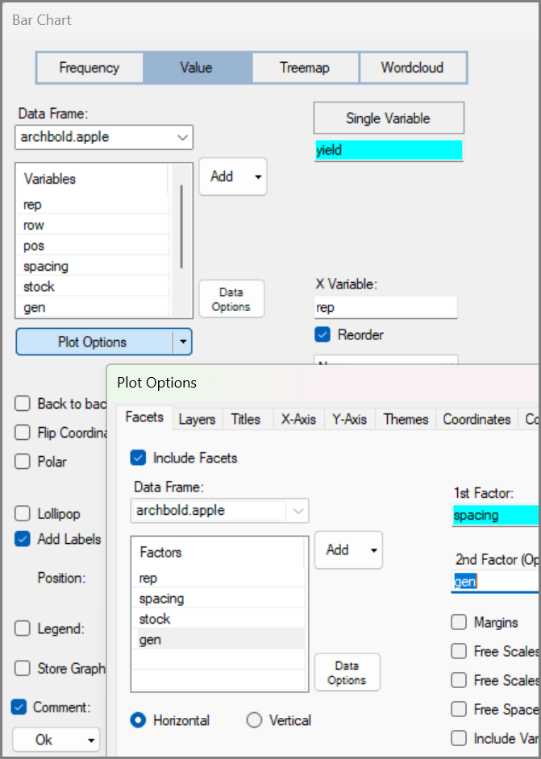 Bar Chart
Frequency
Value
Treemap
Wordcloud
Data Frame:
archbold.apple
Single Variable
yield
Variables
rep
row
pos
spacing
stock
gen
Add
Data
Options
X Variable:
rep
Reorder
Plot Options
Back to bac
Flip Coordina
Polar
Lollipop
Add Labels
Position:
Legend:
Store Graph
Comment:
Ok
Plot Options
Facets
Layers
Titles
X-Axis
Y-Axis
Themes
Coordinates
Co
Include Facets
Data Frame:
archbold.apple
Factors
rep
spacing
stock
gen
Add
Data
Options
Horizontal
Vertical
1st Factor:
spacing
2nd Factor (Op
gen
Margins
Free Scales
Free Scales
Free Space
Include Var